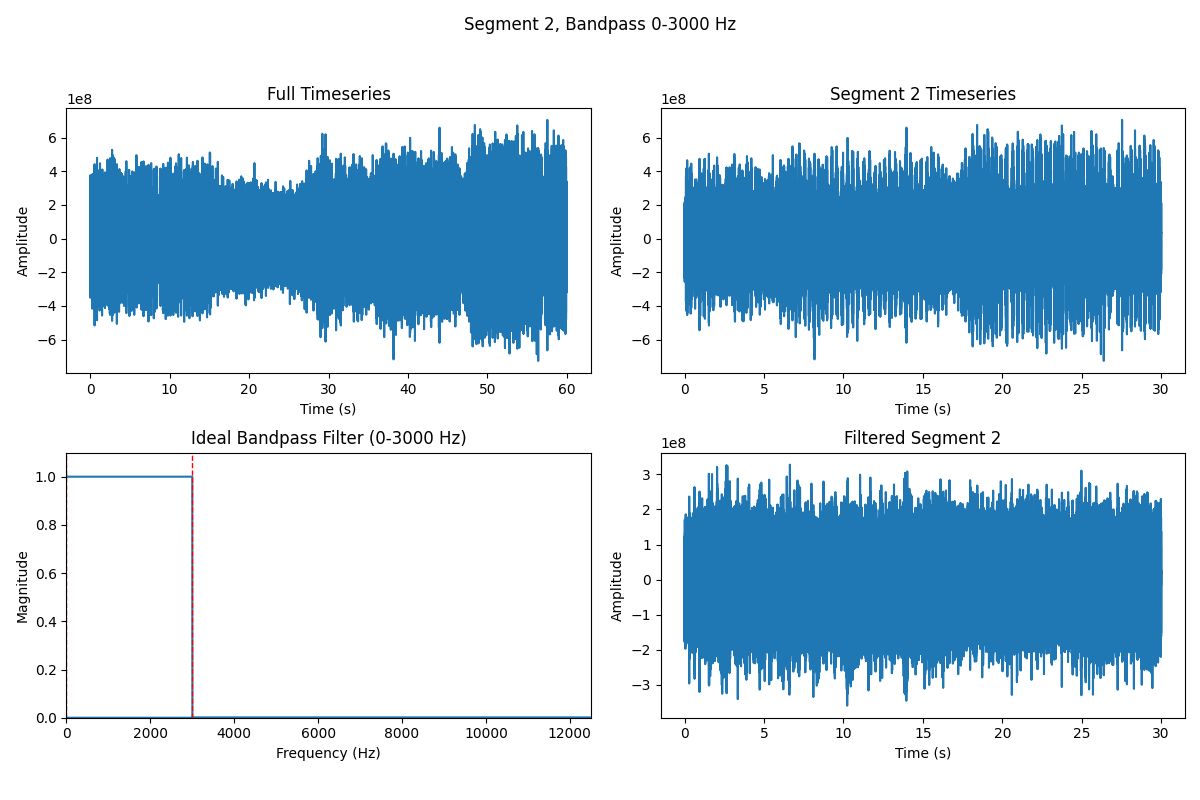 Segment 2, Bandpass 0-3000 Hz
Full Timeseries
1e8
6
4
2
0
−2
−4
−6
Amplitude
0 10 20 30 40 50 60
Time (s)
Segment 2 Timeseries
1e8
6
4
2
0
−2
−4
−6
Amplitude
0 5 10 15 20 25 30
Time (s)
Ideal Bandpass Filter (0-3000 Hz)
1.0
0.8
0.6
0.4
0.2
0.0
Magnitude
0 2000 4000 6000 8000 10000 12000
Frequency (Hz)
Filtered Segment 2
1e8
3
2
1
0
−1
−2
−3
Amplitude
0 5 10 15 20 25 30
Time (s)